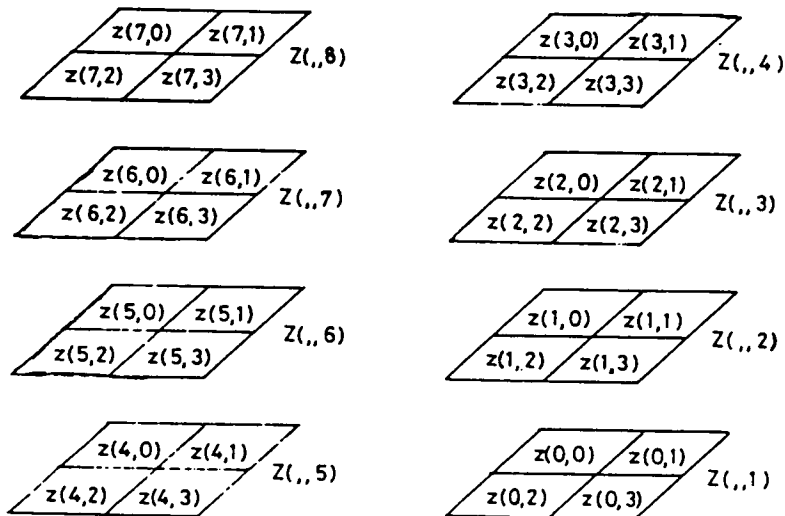 z(7,0) z(7,1)
z(7,2) z(7,3)
Z(,,8)
z(3,0) z(3,1)
z(3,2) z(3,3)
Z(,,4)
z(6,0) z(6,1)
z(6,2) z(6,3)
Z(,,7)
z(2,0) z(2,1)
z(2,2) z(2,3)
Z(,,3)
z(5,0) z(5,1)
z(5,2) z(5,3)
Z(,,6)
z(1,0) z(1,1)
z(1,2) z(1,3)
Z(,,2)
z(4,0) z(4,1)
z(4,2) z(4,3)
Z(,,5)
z(0,0) z(0,1)
z(0,2) z(0,3)
Z(,,1)